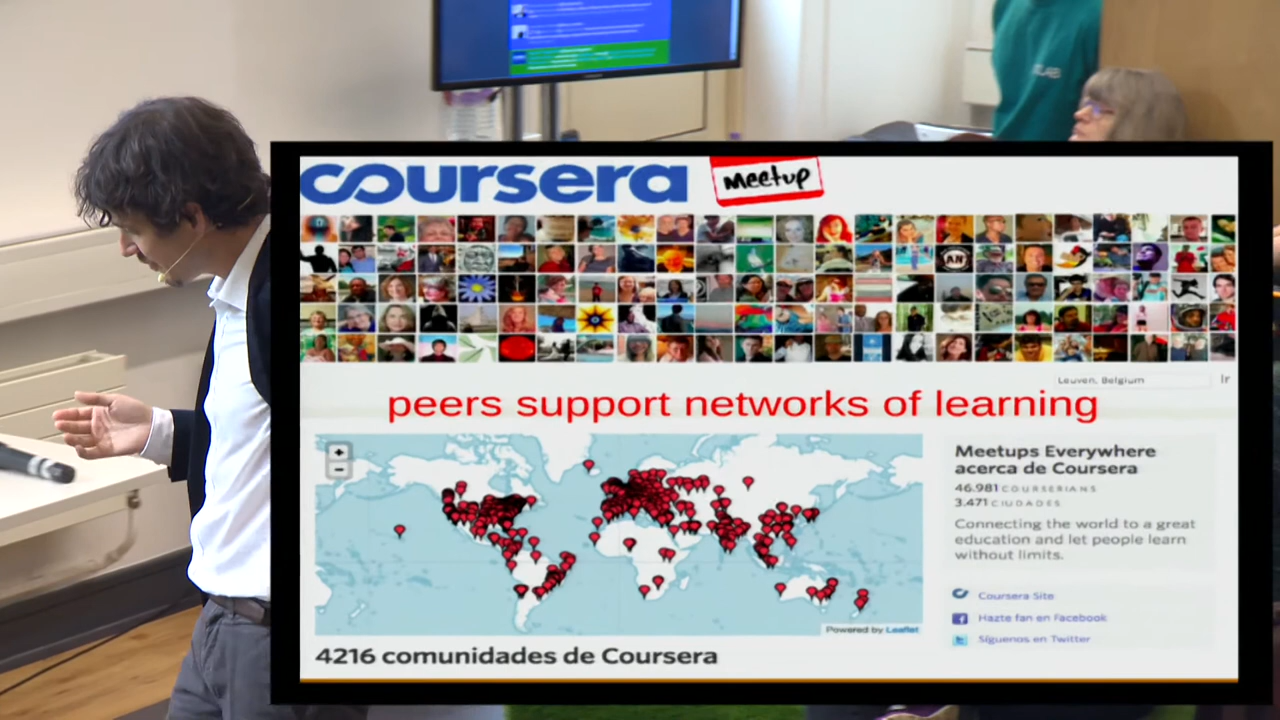 coursera
Meetup
AN
Leuven, Belgium
Ir
peers support networks of learning
+
−
Meetups Everywhere
acerca de Coursera
46.981 COURSERIANS
3.471 CIUDADES
Connecting the world to a great
education and let people learn
without limits.
Coursera Site
Hazte fan en Facebook
Síguenos en Twitter
Powered by Leaflet
4216 comunidades de Coursera